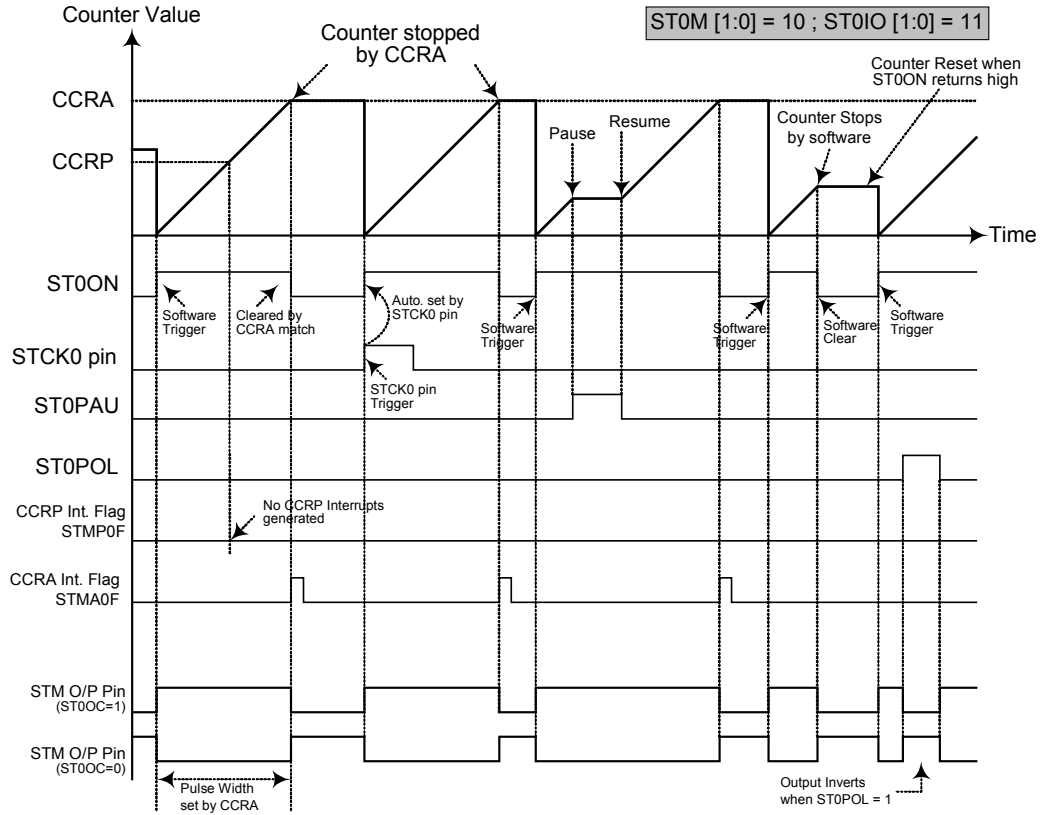 Counter Value
ST0M [1:0] = 10 ; ST0IO [1:0] = 11
Counter stopped
by CCRA
Counter Reset when
ST0ON returns high
CCRA
Pause
Resume
Counter Stops
by software
CCRP
Time
ST0ON
Software
Trigger
Cleared by
CCRA match
Auto. set by
STCK0 pin
Software
Trigger
Software
Trigger
Software
Clear
Software
Trigger
STCK0 pin
STCK0 pin
Trigger
ST0PAU
ST0POL
CCRP Int. Flag
STMP0F
No CCRP Interrupts
generated
CCRA Int. Flag
STMA0F
STM O/P Pin
(ST0OC=1)
STM O/P Pin
(ST0OC=0)
Pulse Width
set by CCRA
Output Inverts
when ST0POL = 1